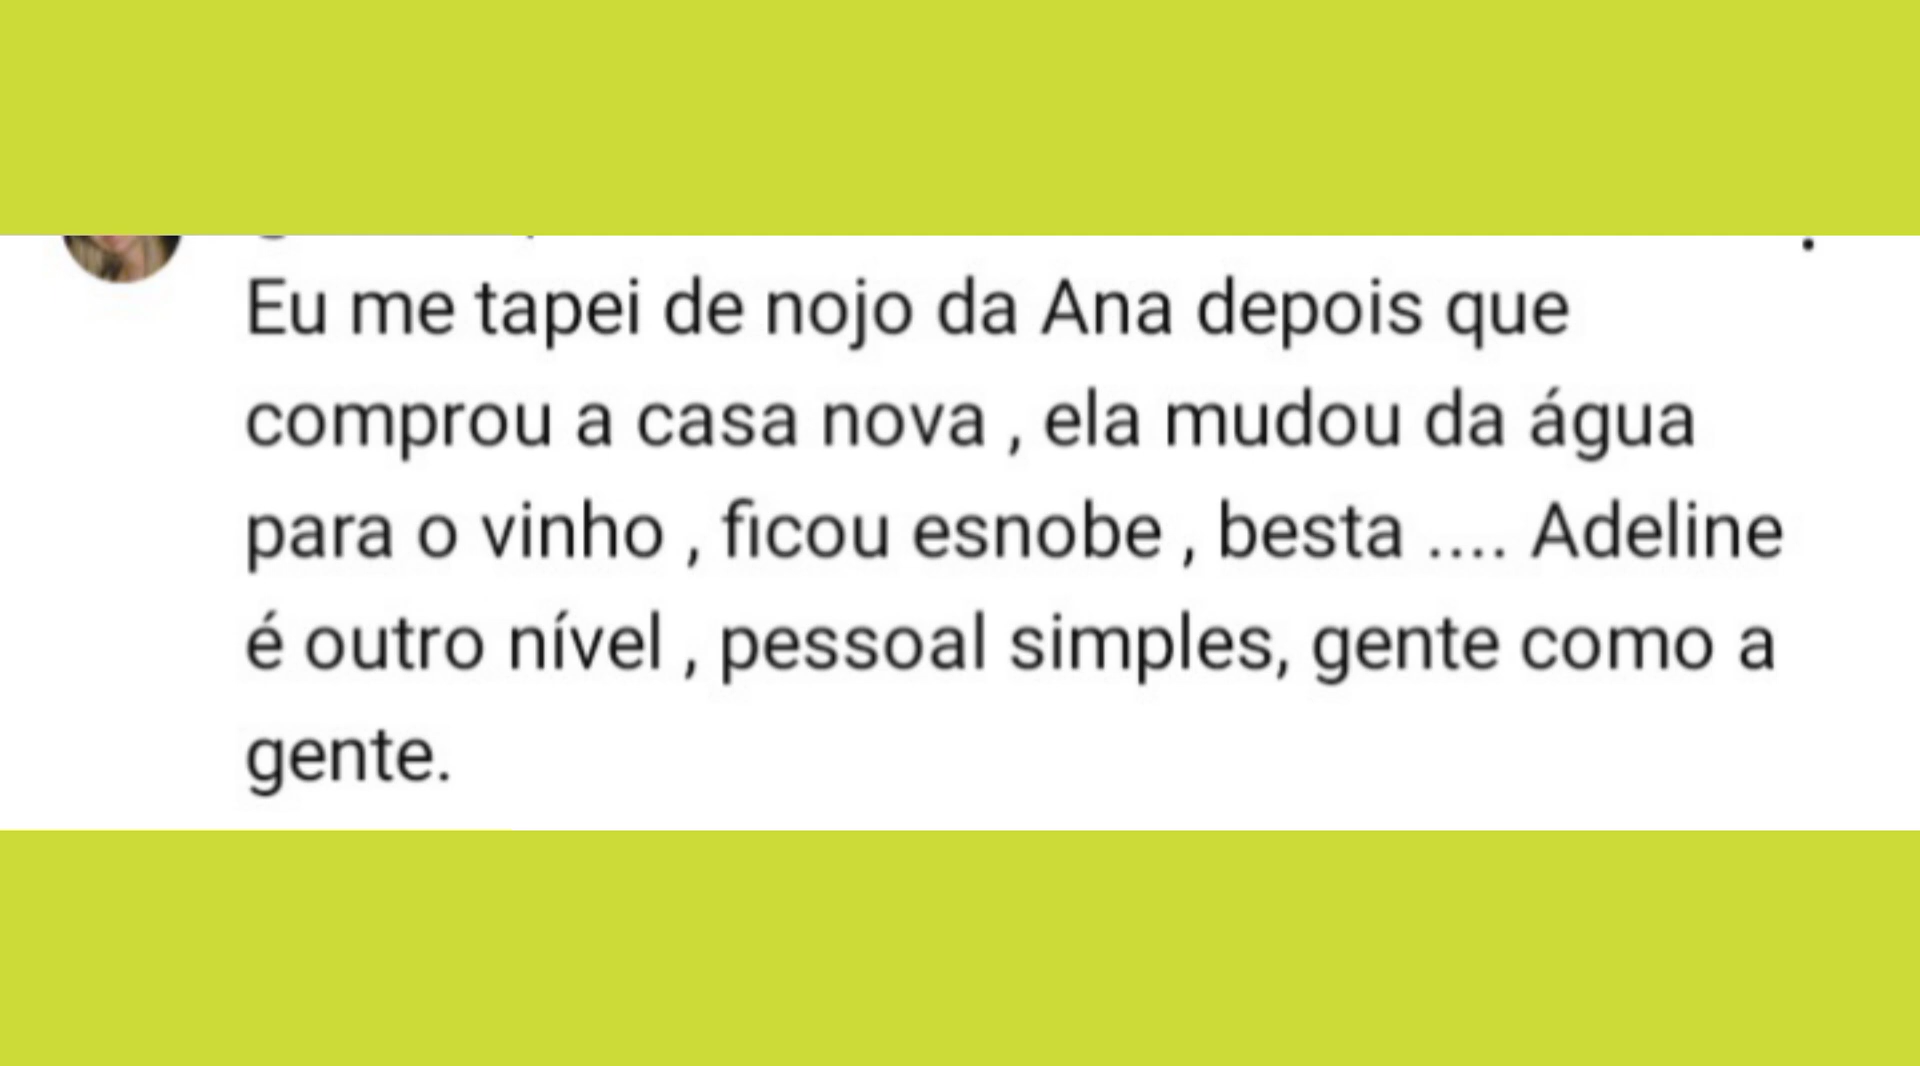 Eu me tapei de nojo da Ana depois que
comprou a casa nova , ela mudou da água
para o vinho , ficou esnobe , besta .... Adeline
é outro nível , pessoal simples, gente como a
gente.